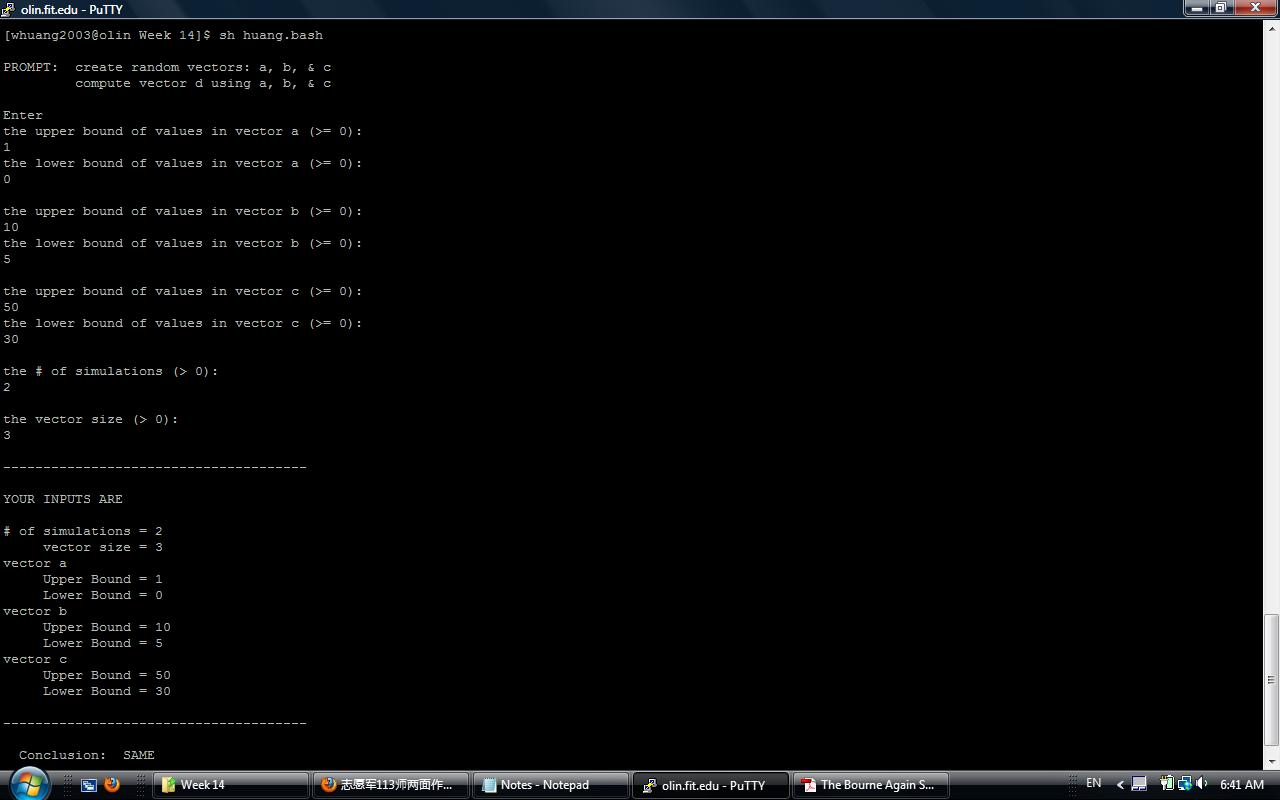 olin.fit.edu - PuTTY
[whuang2003@olin Week 14]$ sh huang.bash
PROMPT:  create random vectors: a, b, & c
compute vector d using a, b, & c
Enter
the upper bound of values in vector a (>= 0):
1
the lower bound of values in vector a (>= 0):
0
the upper bound of values in vector b (>= 0):
10
the lower bound of values in vector b (>= 0):
5
the upper bound of values in vector c (>= 0):
50
the lower bound of values in vector c (>= 0):
30
the # of simulations (> 0):
2
the vector size (> 0):
3
--------------------------------------
YOUR INPUTS ARE
# of simulations = 2
vector size = 3
vector a
Upper Bound = 1
Lower Bound = 0
vector b
Upper Bound = 10
Lower Bound = 5
vector c
Upper Bound = 50
Lower Bound = 30
--------------------------------------
Conclusion:  SAME
Week 14
志愿军113师两面作...
Notes - Notepad
olin.fit.edu - PuTTY
The Bourne Again S...
EN
6:41 AM